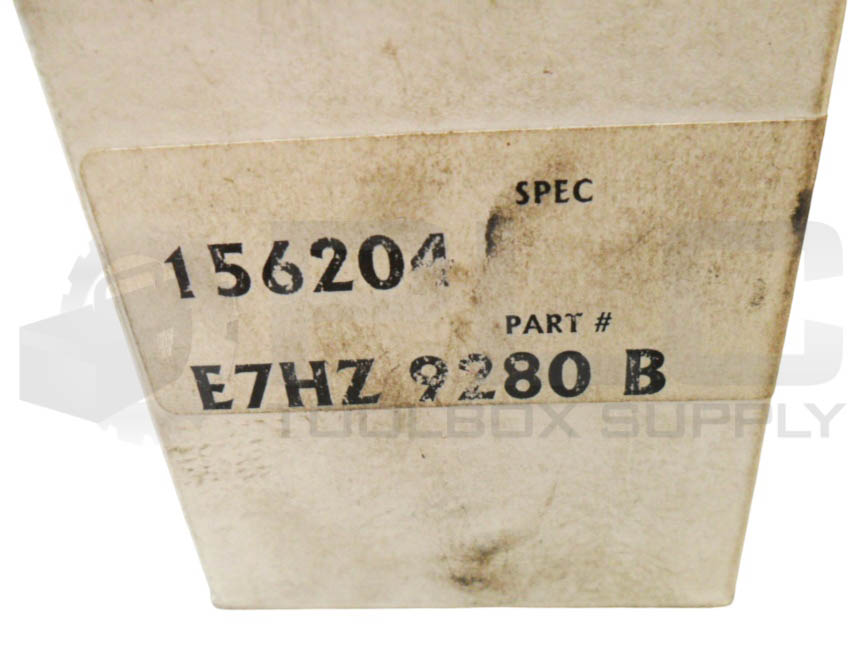 SPEC
156204
PART #
E7HZ 9280 B
TOOLBOX SUPPLY